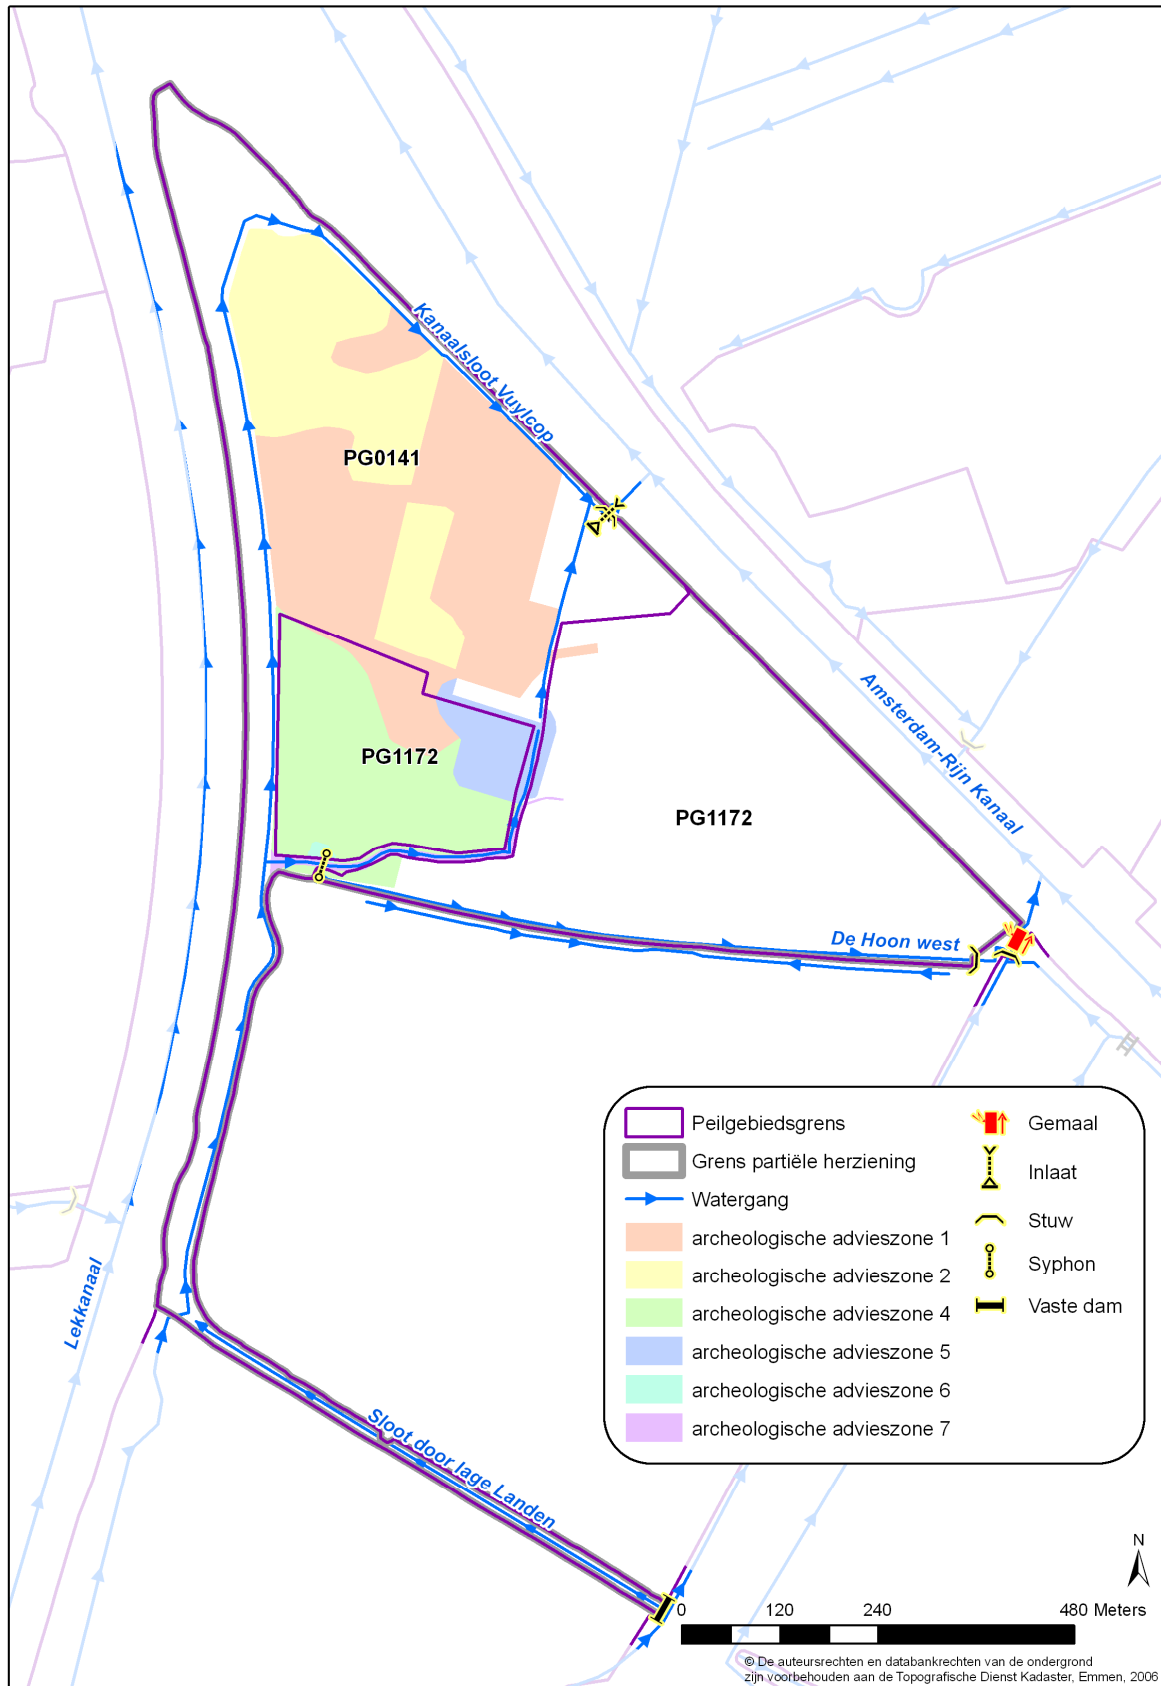 Kanaalsloot Vuylcop
PG0141
Amsterdam-Rijn Kanaal
PG1172
PG1172
De Hoon west
Lekkanaal
Sloot door lage Landen
Peilgebiedsgrens
Grens partiële herziening
Watergang
archeologische advieszone 1
archeologische advieszone 2
archeologische advieszone 4
archeologische advieszone 5
archeologische advieszone 6
archeologische advieszone 7
Gemaal
Inlaat
Stuw
Syphon
Vaste dam
N
0 120 240 480 Meters
© De auteursrechten en databankrechten van de ondergrond
zijn voorbehouden aan de Topografische Dienst Kadaster, Emmen, 2006